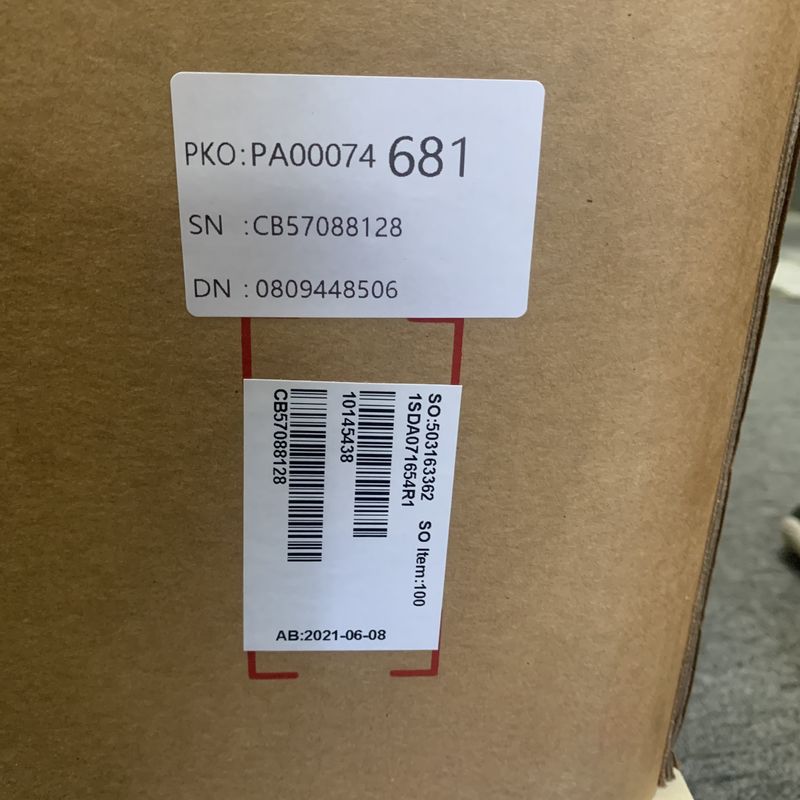 PKO:PA00074 681
SN :CB57088128
DN :0809448506
SO:503163362 SO Item:100
1SDA071654R1
10145438
CB57088128
AB:2021-06-08